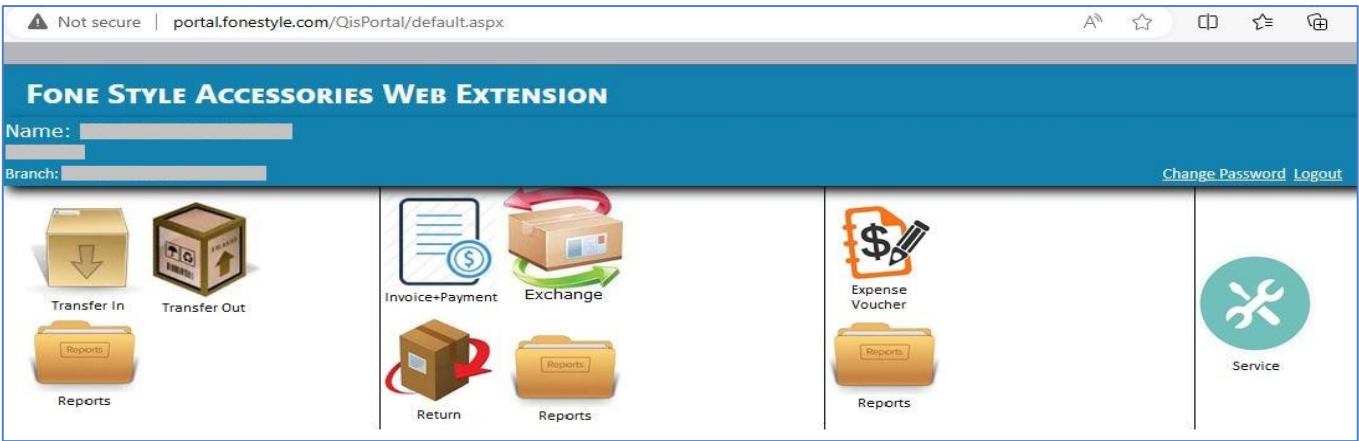 Not secure | portal.fonestyle.com/QisPortal/default.aspx
FONE STYLE ACCESSORIES WEB EXTENSION
Name:
Branch:
Change Password Logout
Transfer In
Transfer Out
Reports
Invoice+Payment
Exchange
Return
Reports
Reports
Reports
Expense
Voucher
Reports
Reports
Service